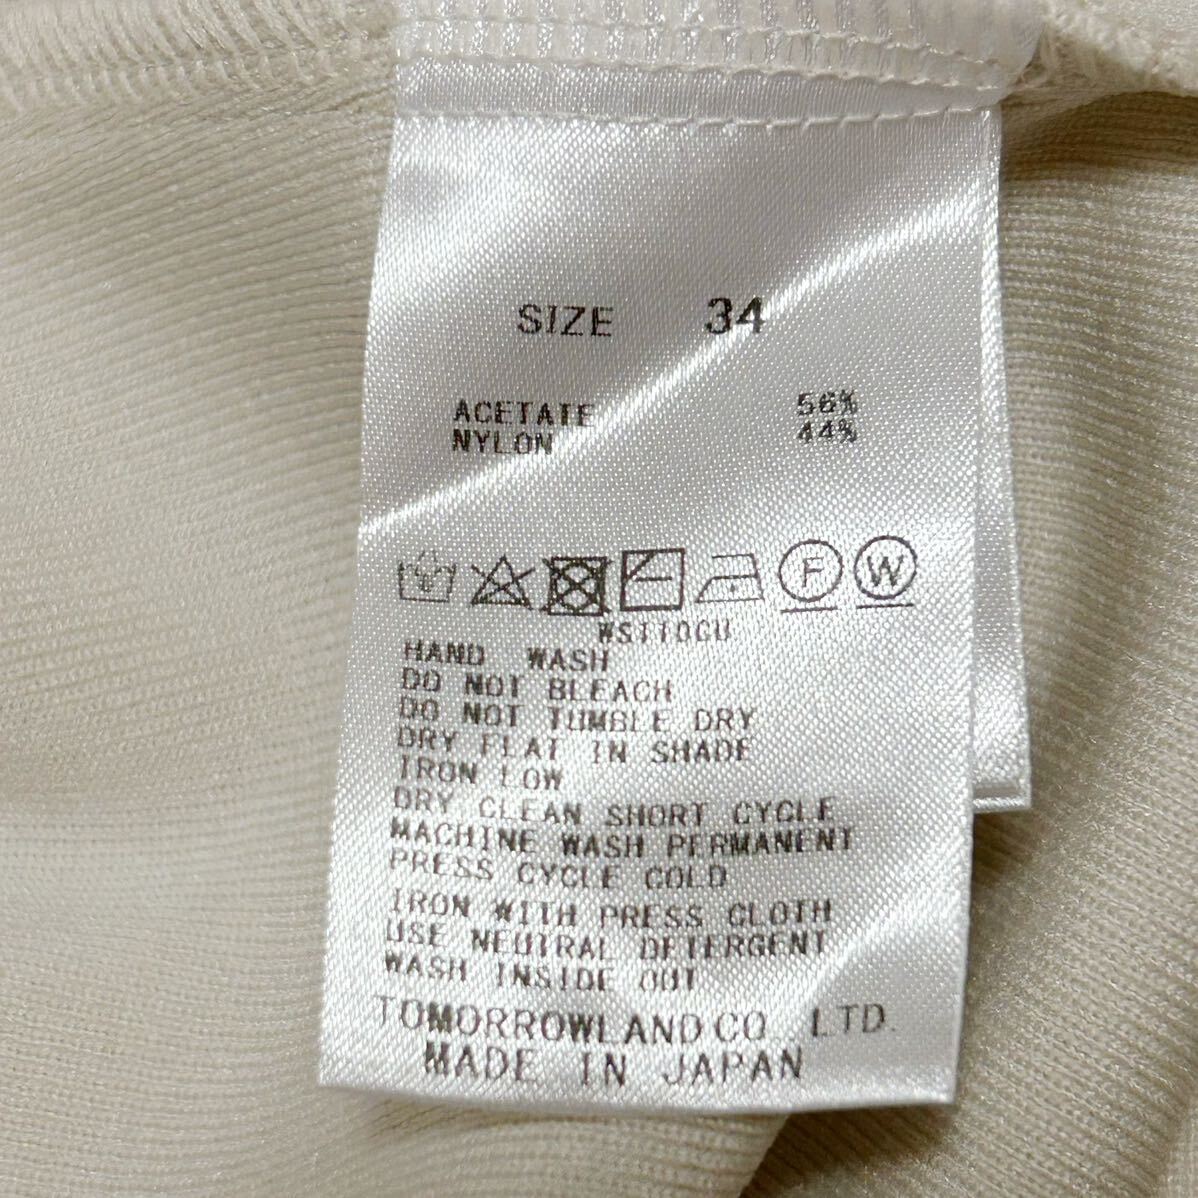 SIZE 34
ACETATE 56%
NYLON 44%
F W
HAND WASH
DO NOT BLEACH
DO NOT TUMBLE DRY
DRY FLAT IN SHADE
IRON LOW
DRY CLEAN SHORT CYCLE
MACHINE WASH PERMANENT
PRESS CYCLE COLD
IRON WITH PRESS CLOTH
USE NEUTRAL DETERGENT
WASH INSIDE OUT
TOMORROWLAND CO., LTD.
MADE IN JAPAN